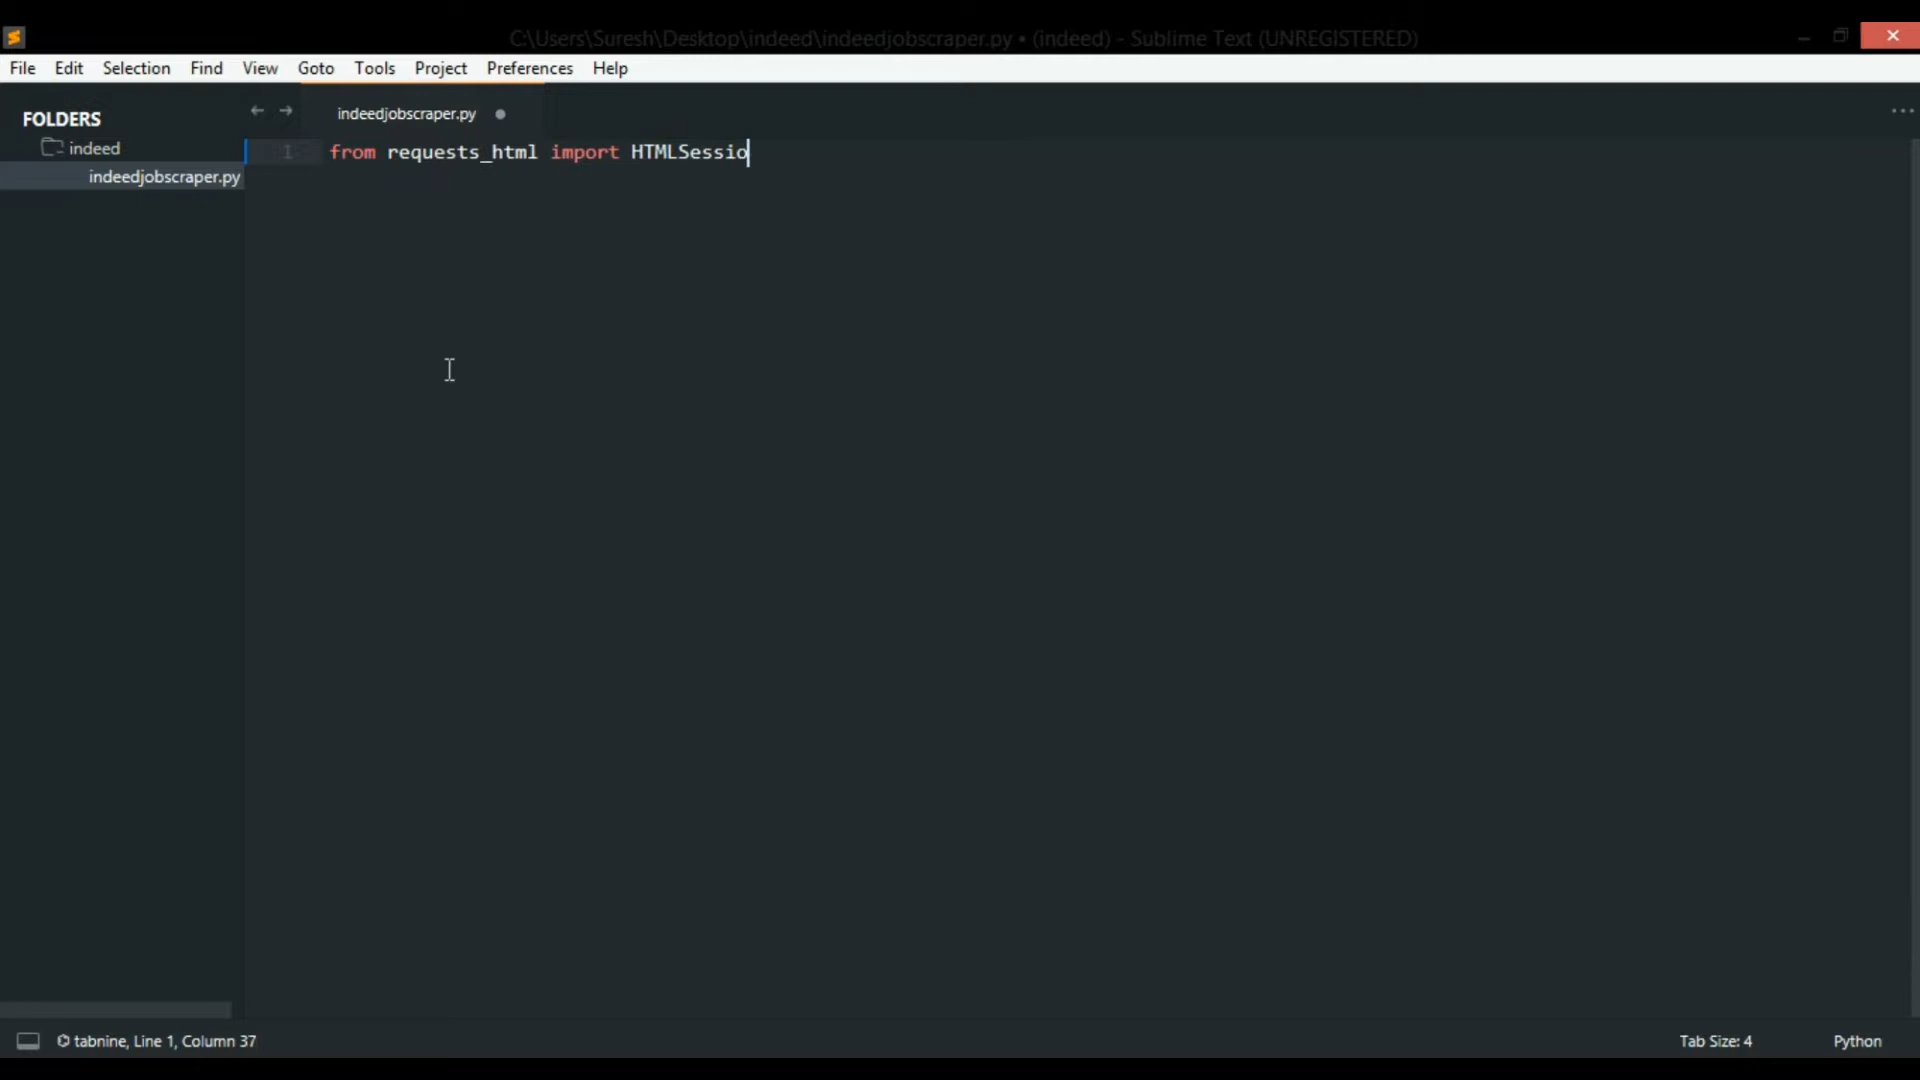 C:\Users\Suresh\Desktop\indeed\indeedjobscraper.py • (indeed) - Sublime Text (UNREGISTERED)
File Edit Selection Find View Goto Tools Project Preferences Help
FOLDERS
indeed
indeedjobscraper.py
indeedjobscraper.py
1 from requests_html import HTMLSessio
tabnine, Line 1, Column 37
Tab Size: 4
Python